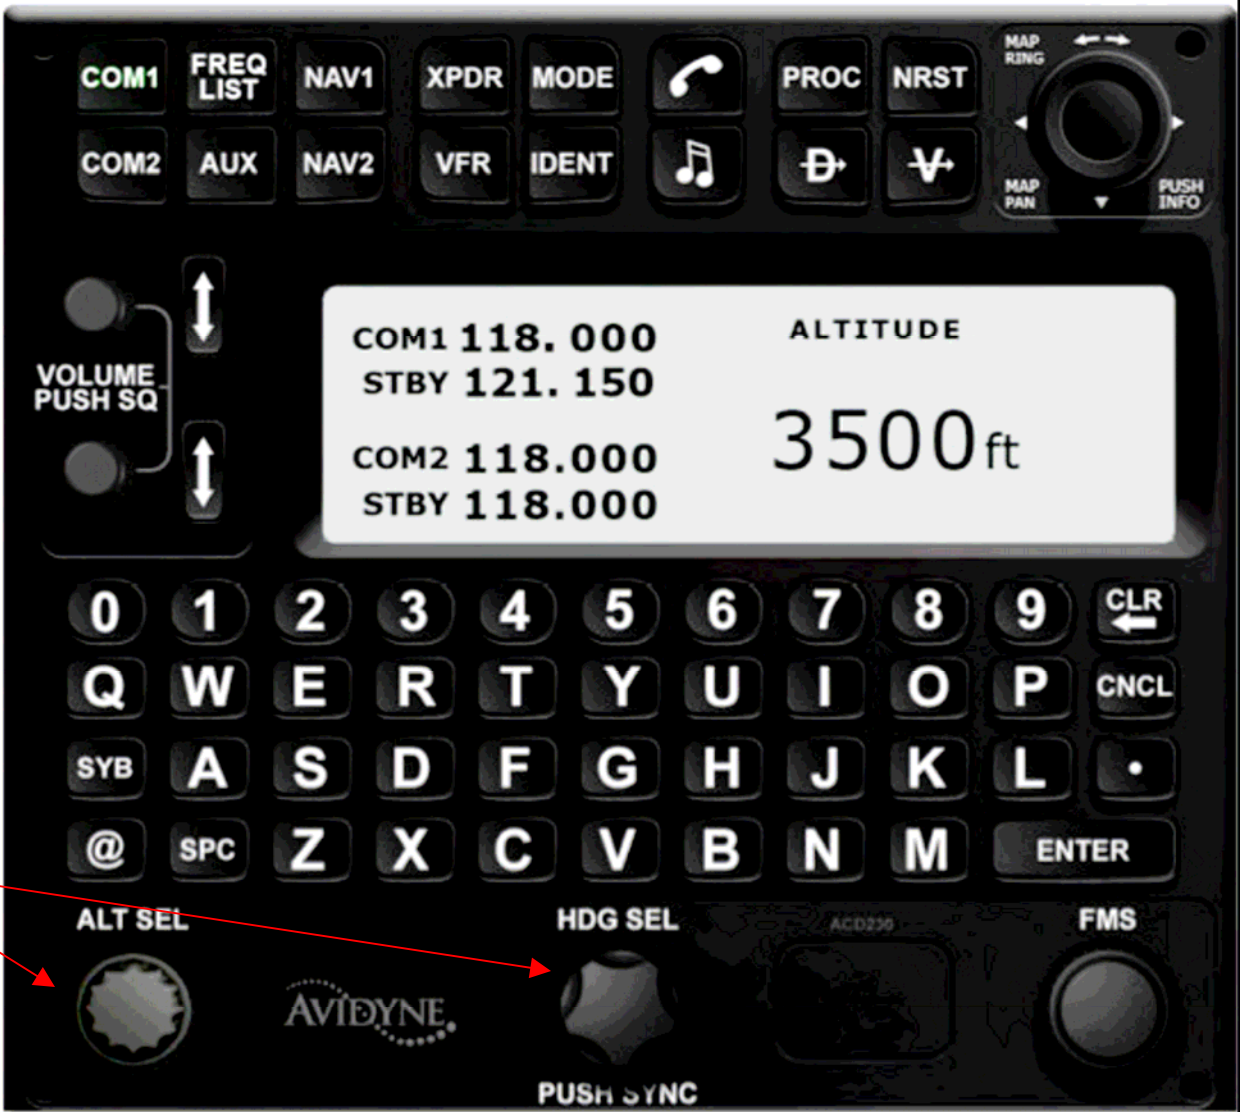 COM1 FREQ LIST NAV1 XPDR MODE PROC NRST
MAP RING
COM2 AUX NAV2 VFR IDENT D V
MAP PAN
PUSH INFO
VOLUME
PUSH SQ
COM1 118. 000
STBY 121. 150
COM2 118.000
STBY 118.000
ALTITUDE
3500 ft
0 1 2 3 4 5 6 7 8 9 CLR
Q W E R T Y U I O P CNCL
SYB A S D F G H J K L •
@ SPC Z X C V B N M ENTER
ALT SEL HDG SEL ACD230 FMS
AVIDYNE
PUSH SYNC